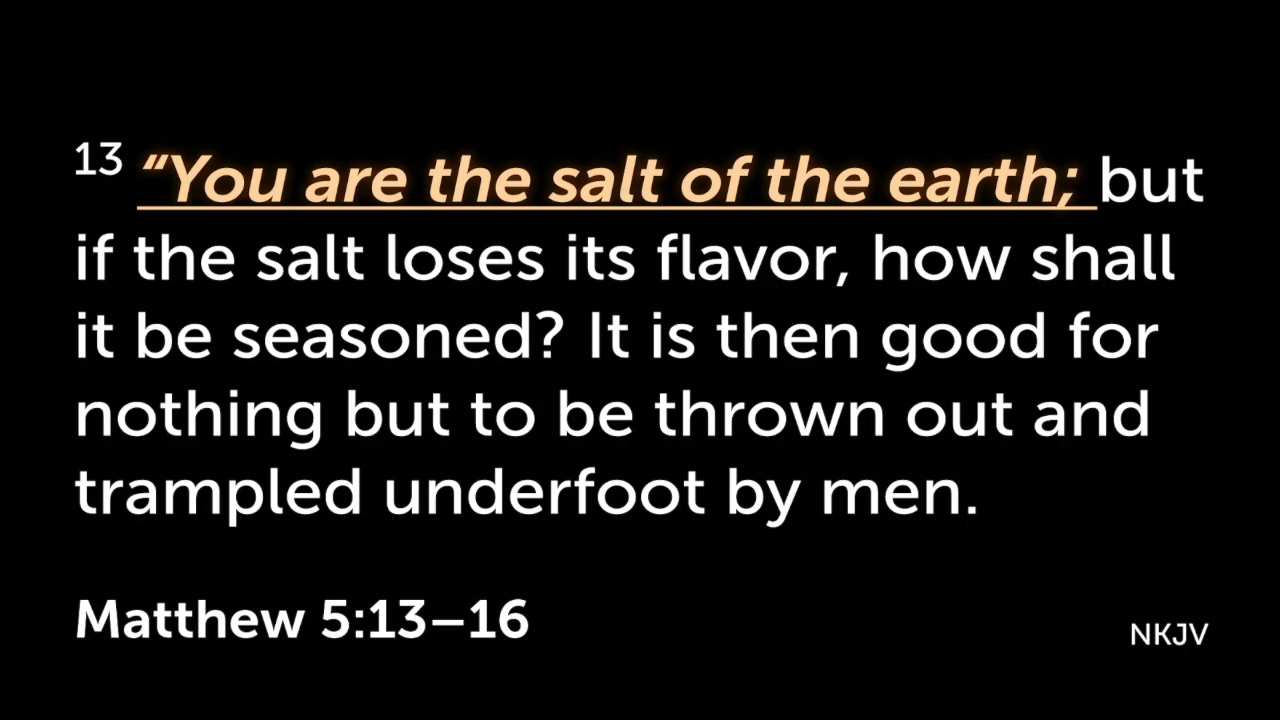 13 “You are the salt of the earth; but
if the salt loses its flavor, how shall
it be seasoned? It is then good for
nothing but to be thrown out and
trampled underfoot by men.
Matthew 5:13–16
NKJV